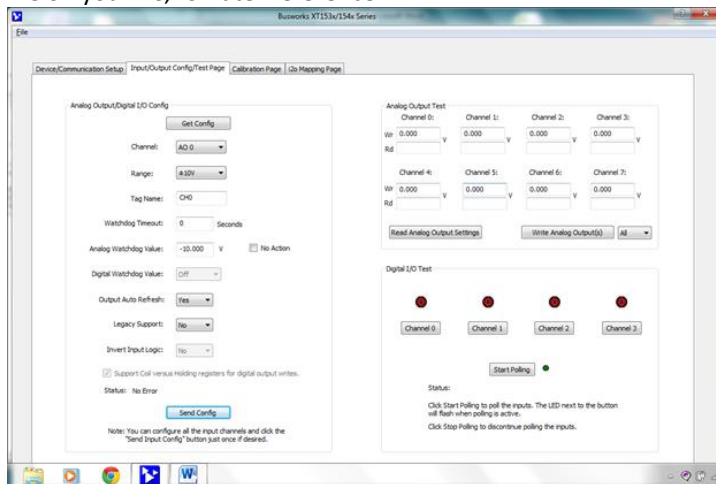 Busworks XT153x/154x Series
File
Device/Communication Setup
Input/Output Config/Test Page
Calibration Page
i2o Mapping Page
Analog Output/Digital I/O Config
Get Config
Channel: AO 0
Range: ±10V
Tag Name: CH0
Watchdog Timeout: 0 Seconds
Analog Watchdog Value: -10.000 V No Action
Digital Watchdog Value: Off
Output Auto Refresh: Yes
Legacy Support: No
Invert Input Logic: No
Support Coil versus Holding registers for digital output writes.
Status: No Error
Send Config
Note: You can configure all the input channels and click the
"Send Input Config" button just once if desired.
Analog Output Test
Channel 0: Channel 1: Channel 2: Channel 3:
Wr 0.000 V 0.000 V 0.000 V 0.000 V
Rd
Channel 4: Channel 5: Channel 6: Channel 7:
Wr 0.000 V 0.000 V 0.000 V 0.000 V
Rd
Read Analog Output Settings Write Analog Output(s) All
Digital I/O Test
Channel 0 Channel 1 Channel 2 Channel 3
Start Polling
Status:
Click Start Polling to poll the inputs. The LED next to the button
will flash when polling is active.
Click Stop Polling to discontinue polling the inputs.